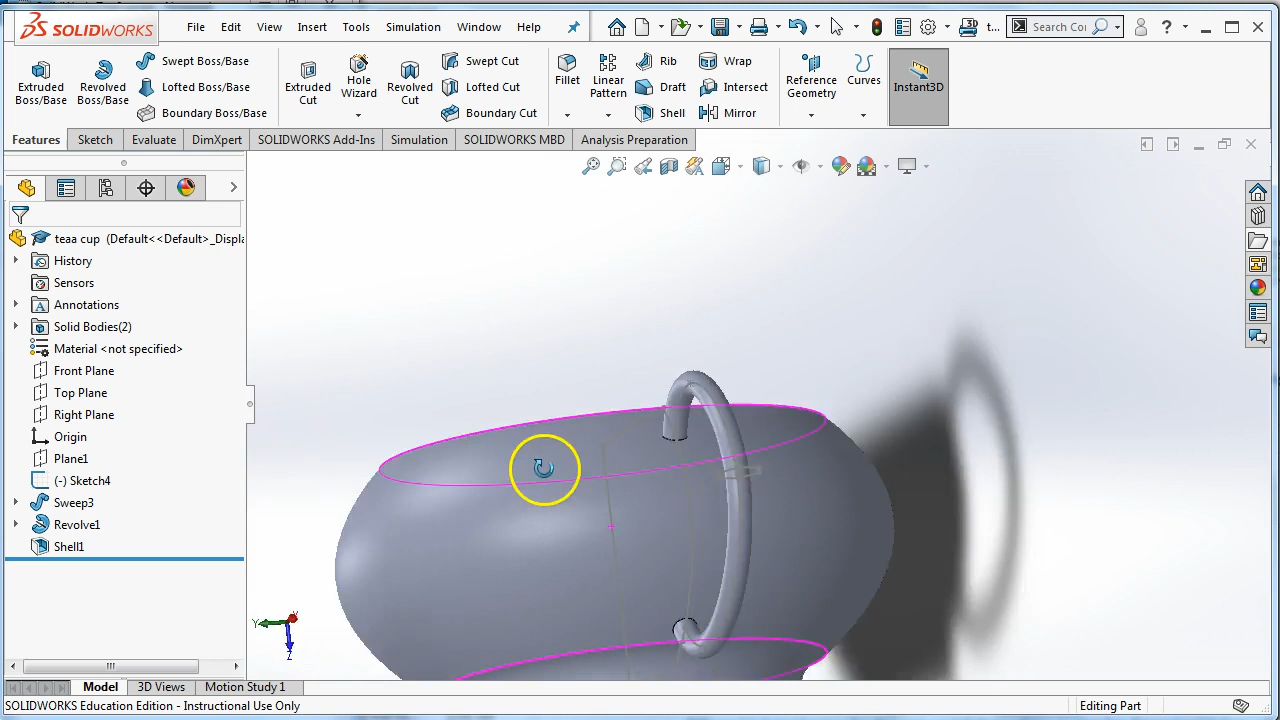 SOLIDWORKS
File Edit View Insert Tools Simulation Window Help
t...
Search Co
Extruded Boss/Base
Revolved Boss/Base
Swept Boss/Base
Lofted Boss/Base
Boundary Boss/Base
Extruded Cut
Hole Wizard
Revolved Cut
Swept Cut
Lofted Cut
Boundary Cut
Fillet
Linear Pattern
Rib
Draft
Shell
Wrap
Intersect
Mirror
Reference Geometry
Curves
Instant3D
Features Sketch Evaluate DimXpert SOLIDWORKS Add-Ins Simulation SOLIDWORKS MBD Analysis Preparation
teaa cup (Default<<Default>_Displa
History
Sensors
Annotations
Solid Bodies(2)
Material <not specified>
Front Plane
Top Plane
Right Plane
Origin
Plane1
(-) Sketch4
Sweep3
Revolve1
Shell1
Y
Z
Model 3D Views Motion Study 1
SOLIDWORKS Education Edition - Instructional Use Only
Editing Part